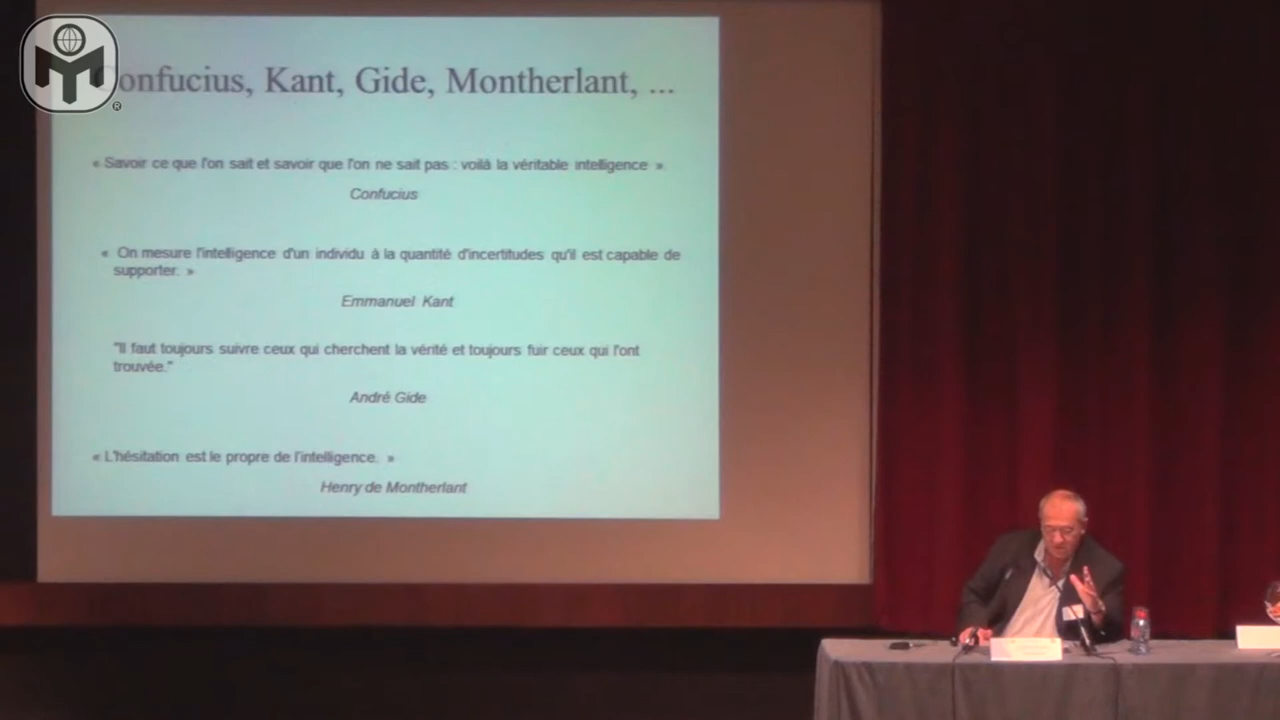 Confucius, Kant, Gide, Montherlant, ...
« Savoir ce que l'on sait et savoir que l'on ne sait pas : voilà la véritable intelligence ».
Confucius
« On mesure l'intelligence d'un individu à la quantité d'incertitudes qu'il est capable de
supporter. »
Emmanuel Kant
"Il faut toujours suivre ceux qui cherchent la vérité et toujours fuir ceux qui l'ont
trouvée."
André Gide
« L'hésitation est le propre de l'intelligence. »
Henry de Montherlant
®